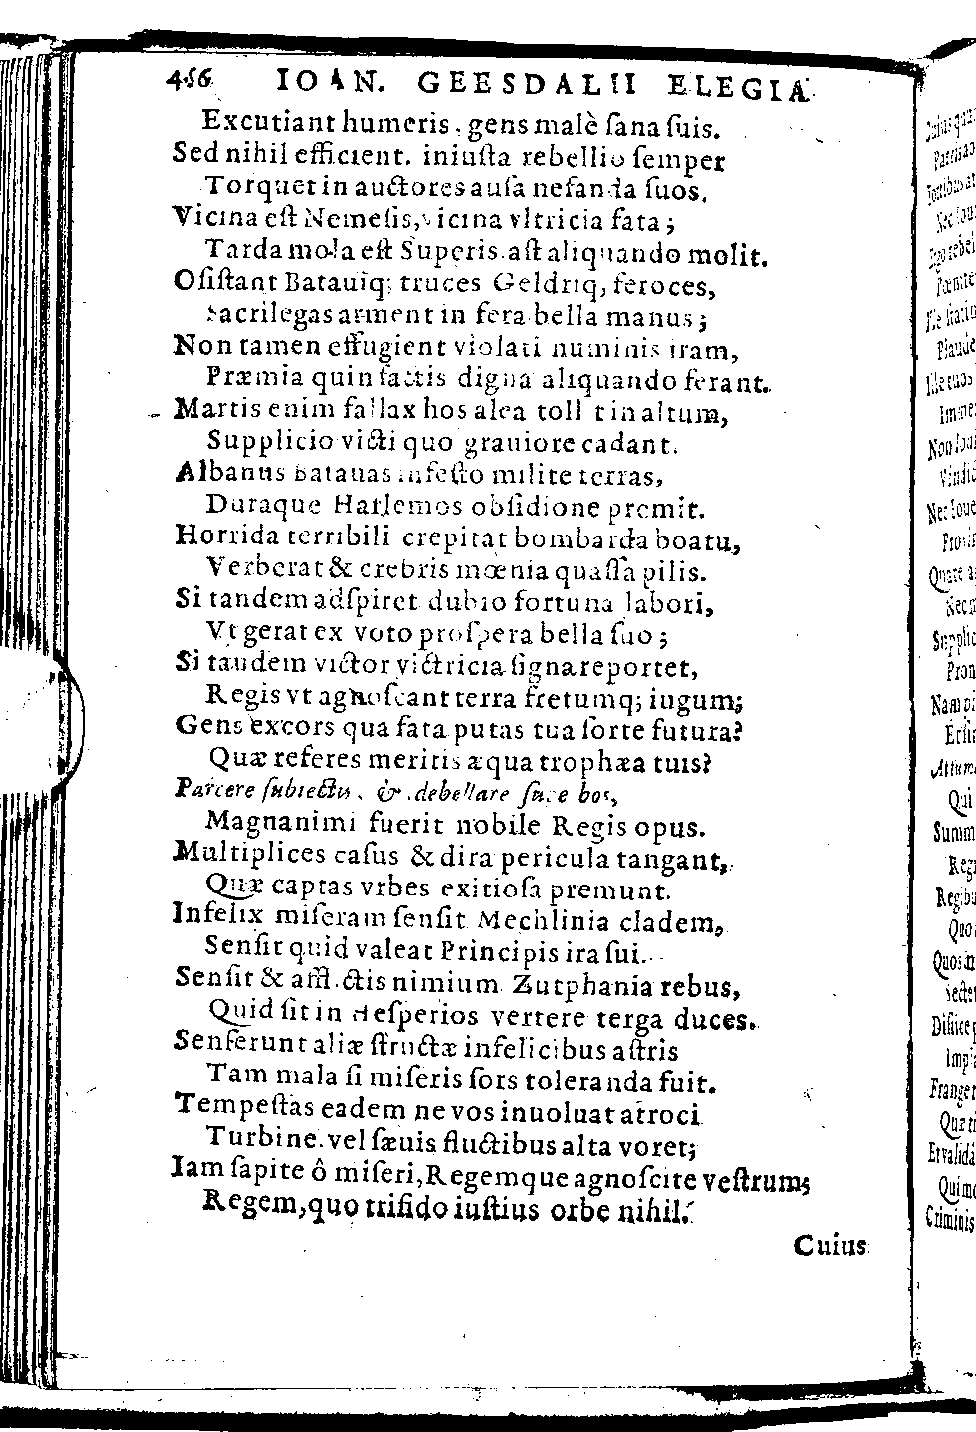 456 IOAN. GEESDALII ELEGIA
Excutiant humeris, gens malè ſana ſuis.
Sed nihil efficient. iniuſta rebellio ſemper
Torquet in auctores auſa nefanda ſuos.
Vicina eſt Nemeſis, vicina vltricia fata;
Tarda mola eſt Superis. aſt aliquando molit.
Oſiſtant Batauiq; truces Geldriq, feroces,
Sacrilegas arment in fera bella manus;
Non tamen effugient violati numinis iram,
Præmia quin factis digna aliquando ferant.
Martis enim fallax hos alea toll t in altum,
Supplicio victi quo grauiore cadant.
Albanus Batauas infeſto milite terras,
Duraque Harlemos obſidione premit.
Horrida terribili crepitat bombarda boatu,
Verberat & crebris mœnia quaſſa pilis.
Si tandem adſpiret dubio fortuna labori,
Vt gerat ex voto proſpera bella ſuo;
Si tandem victor victricia ſigna reportet,
Regis vt agnoſcant terra fretumq; iugum;
Gens excors qua fata putas tua ſorte futura?
Quæ referes meritis æqua trophæa tuis?
Parcere ſubiectis, & debellare ſuperbos,
Magnanimi fuerit nobile Regis opus.
Multiplices caſus & dira pericula tangant,
Quæ captas vrbes exitioſa premunt.
Infelix miſeram ſenſit Mechlinia cladem,
Senſit quid valeat Principis ira ſui.
Senſit & afflictis nimium Zutphania rebus,
Quid ſit in Heſperios vertere terga duces.
Senſerunt aliæ ſtructæ infelicibus aſtris
Tam mala ſi miſeris ſors toleranda fuit.
Tempeſtas eadem ne vos inuoluat atroci
Turbine. vel ſæuis fluctibus alta voret;
Iam ſapite ô miſeri, Regemque agnoſcite veſtrum;
Regem, quo trifido iuſtius orbe nihil.
Cuius